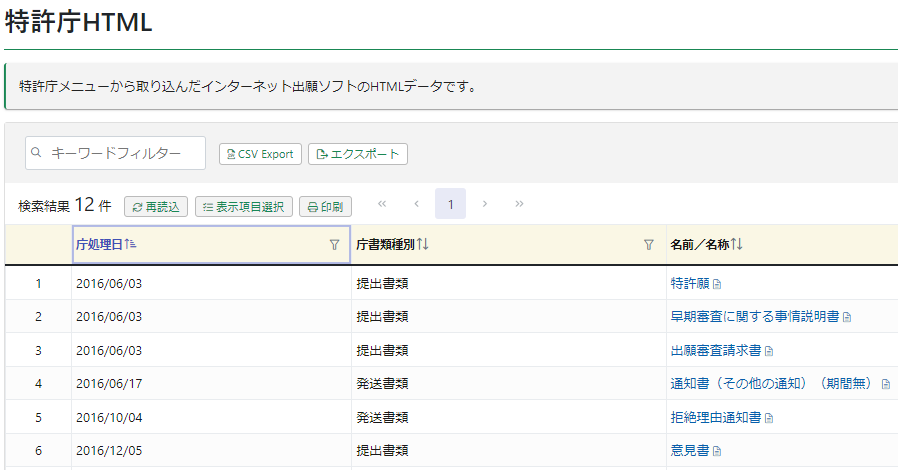 特許庁HTML
特許庁メニューから取り込んだインターネット出願ソフトのHTMLデータです。
キーワードフィルター CSV Export エクスポート
検索結果 12 件 再読込 表示項目選択 印刷 « ‹ 1 › »
庁処理日 庁書類種別 名前／名称
1 2016/06/03 提出書類 特許願
2 2016/06/03 提出書類 早期審査に関する事情説明書
3 2016/06/03 提出書類 出願審査請求書
4 2016/06/17 発送書類 通知書（その他の通知）（期間無）
5 2016/10/04 発送書類 拒絶理由通知書
6 2016/12/05 提出書類 意見書